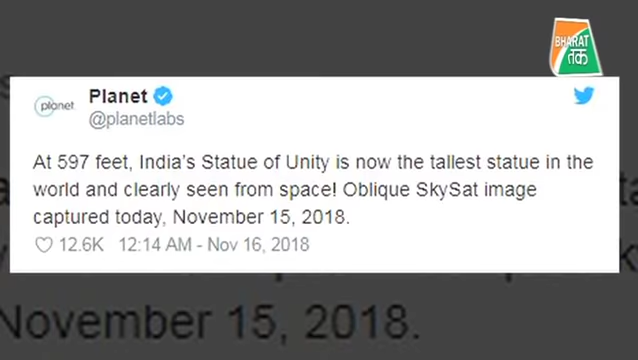 BHARAT
तक
planet
Planet
@planetlabs
At 597 feet, India's Statue of Unity is now the tallest statue in the
world and clearly seen from space! Oblique SkySat image
captured today, November 15, 2018.
12.6K 12:14 AM - Nov 16, 2018
November 15, 2018.